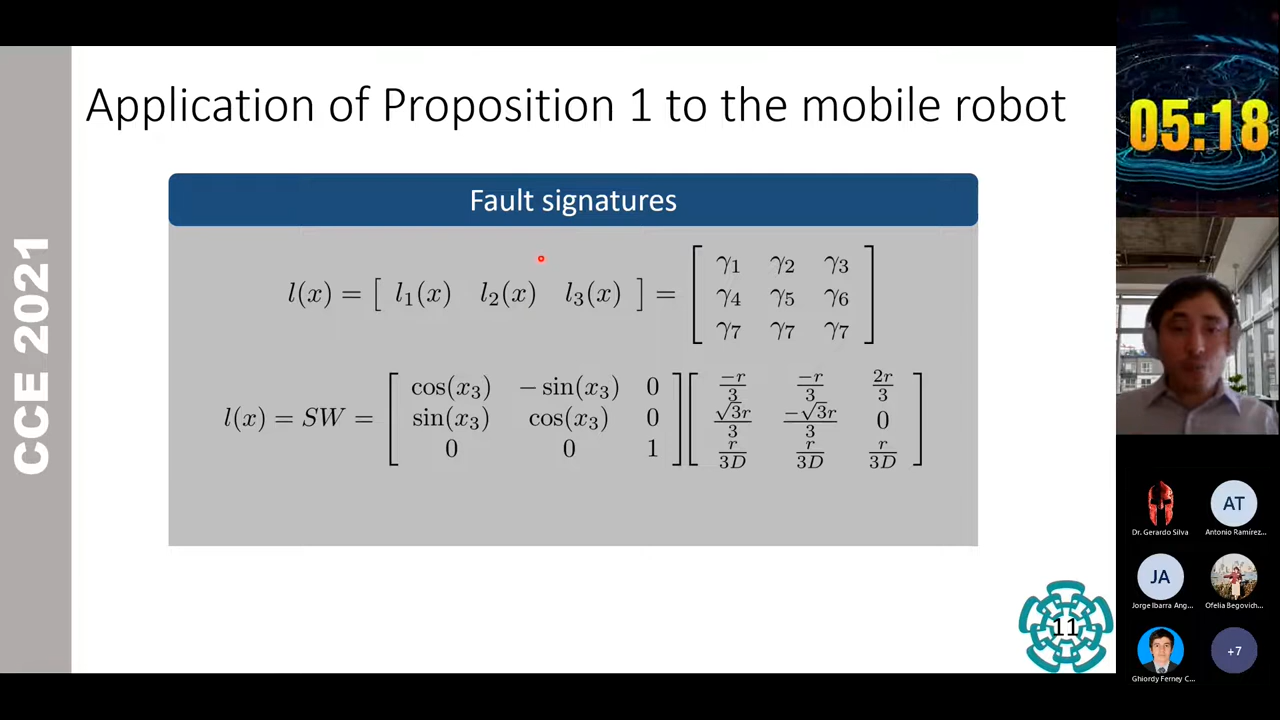 CCE 2021
Application of Proposition 1 to the mobile robot
Fault signatures
l(x) = [ l₁(x) l₂(x) l₃(x) ] = [ γ₁ γ₂ γ₃
γ₄ γ₅ γ₆
γ₇ γ₇ γ₇ ]
l(x) = SW = [ cos(x₃) −sin(x₃) 0
sin(x₃) cos(x₃) 0
0 0 1 ] [ −r/3 −r/3 2r/3
√3r/3 −√3r/3 0
r/3D r/3D r/3D ]
11
05:18
Dr. Gerardo Silva
AT
Antonio Ramírez...
JA
Jorge Ibarra Ang...
Ofelia Begovich...
Ghiordy Ferney C...
+7